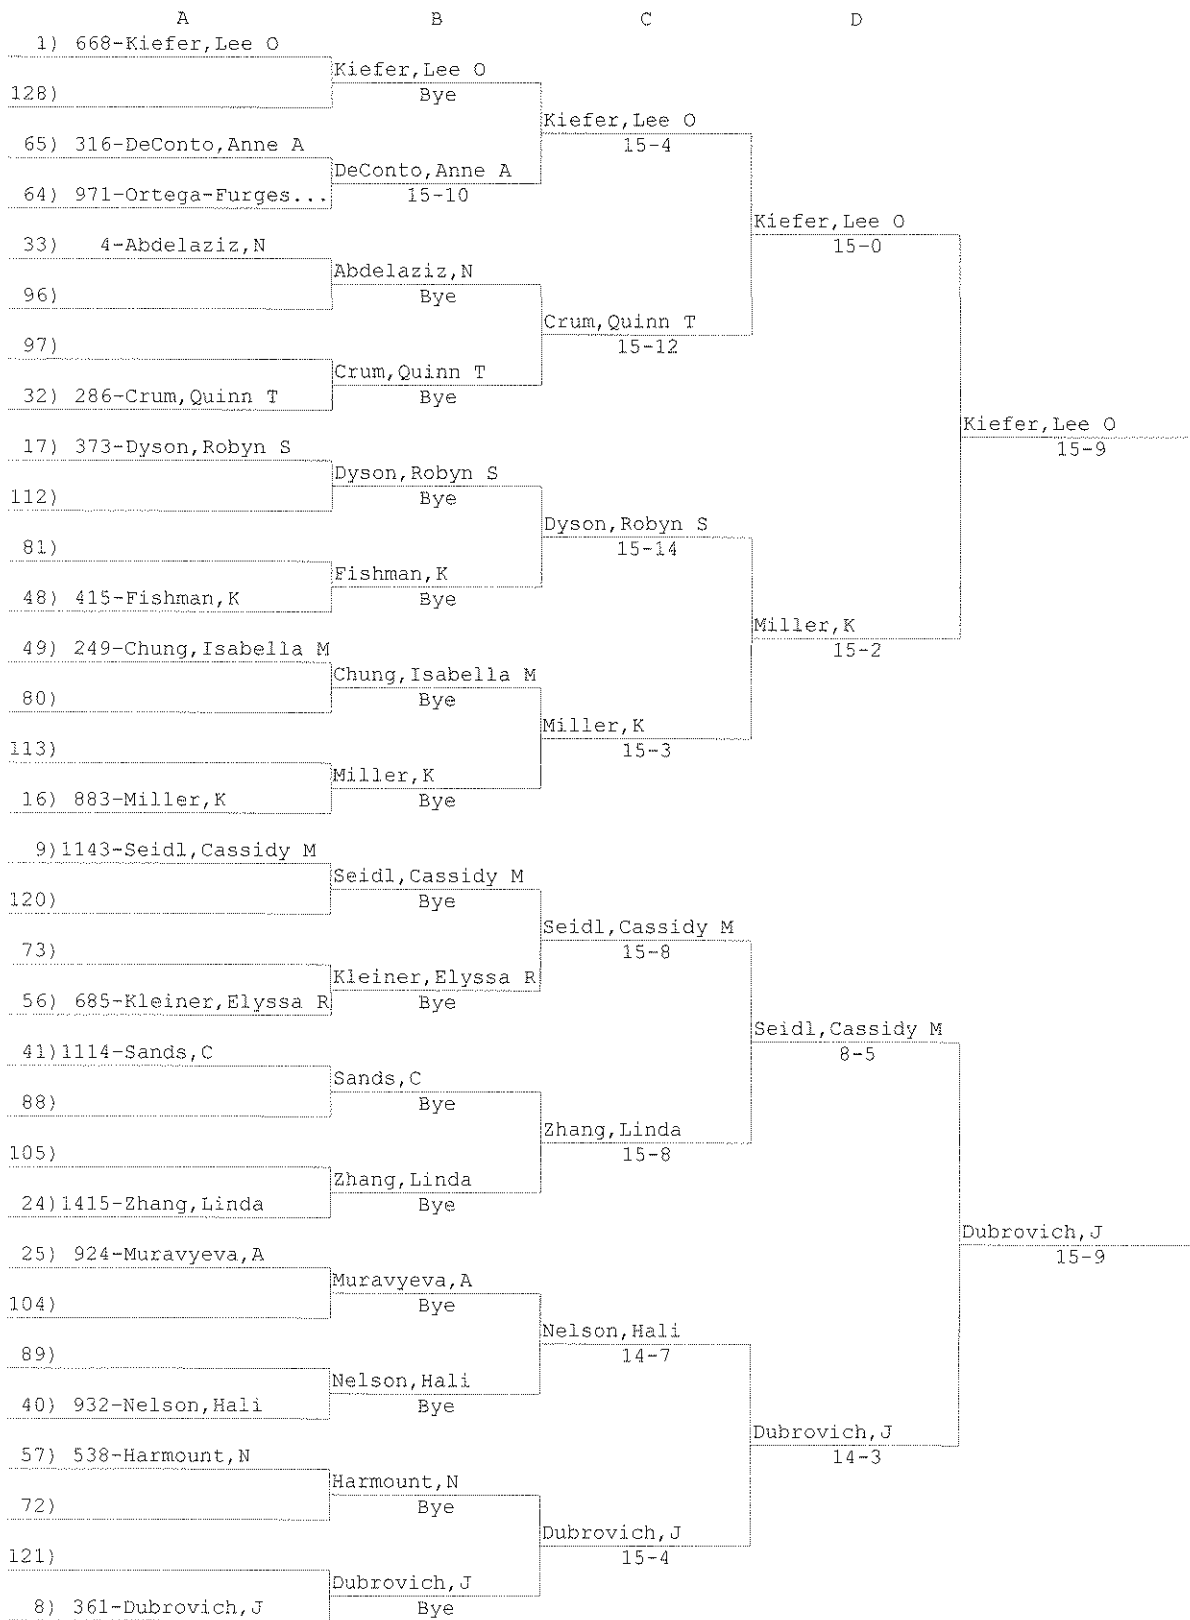 A B C D
1) 668-Kiefer,Lee O
Kiefer,Lee O
128) Bye
Kiefer,Lee O
65) 316-DeConto,Anne A 15-4
DeConto,Anne A
64) 971-Ortega-Furges... 15-10
Kiefer,Lee O
33) 4-Abdelaziz,N 15-0
Abdelaziz,N
96) Bye
Crum,Quinn T
97) 15-12
Crum,Quinn T
32) 286-Crum,Quinn T Bye
Kiefer,Lee O
17) 373-Dyson,Robyn S 15-9
Dyson,Robyn S
112) Bye
Dyson,Robyn S
81) 15-14
Fishman,K
48) 415-Fishman,K Bye
Miller,K
49) 249-Chung,Isabella M 15-2
Chung,Isabella M
80) Bye
Miller,K
113) 15-3
Miller,K
16) 883-Miller,K Bye
9)1143-Seidl,Cassidy M
Seidl,Cassidy M
120) Bye
Seidl,Cassidy M
73) 15-8
Kleiner,Elyssa R
56) 685-Kleiner,Elyssa R Bye
Seidl,Cassidy M
41)1114-Sands,C 8-5
Sands,C
88) Bye
Zhang,Linda
105) 15-8
Zhang,Linda
24)1415-Zhang,Linda Bye
Dubrovich,J
25) 924-Muravyeva,A 15-9
Muravyeva,A
104) Bye
Nelson,Hali
89) 14-7
Nelson,Hali
40) 932-Nelson,Hali Bye
Dubrovich,J
57) 538-Harmount,N 14-3
Harmount,N
72) Bye
Dubrovich,J
121) 15-4
Dubrovich,J
8) 361-Dubrovich,J Bye